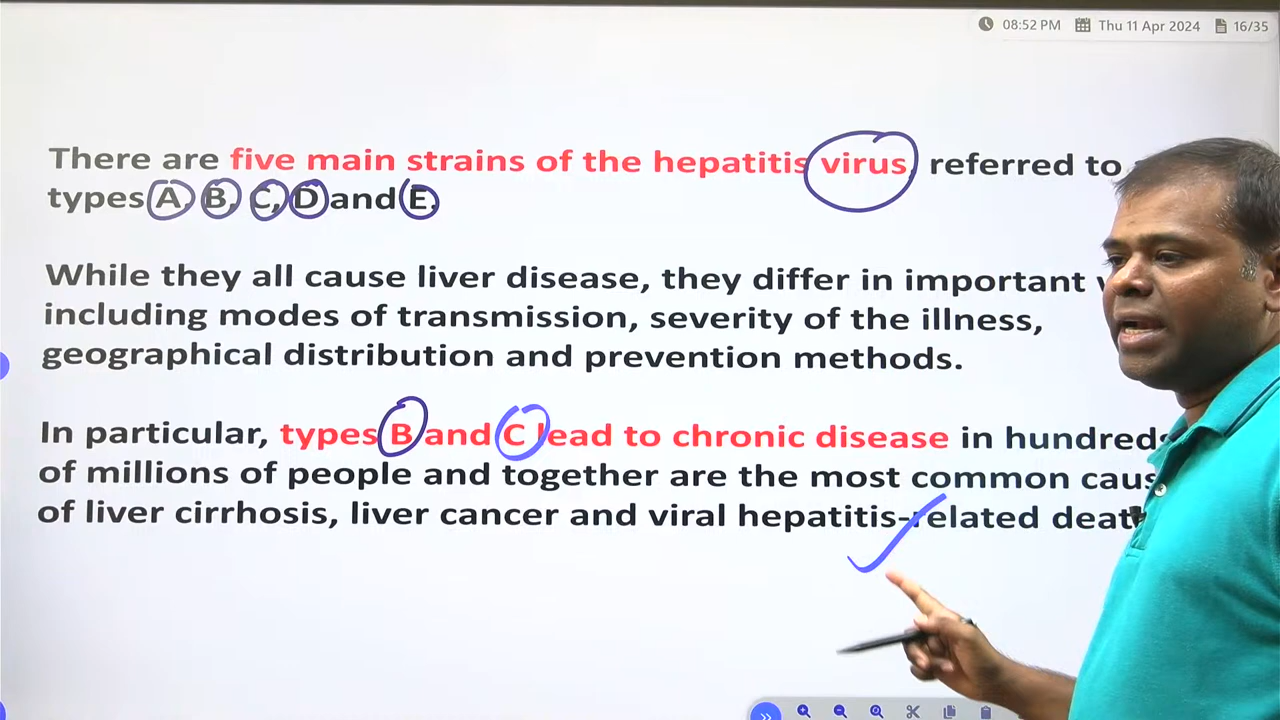 08:52 PM Thu 11 Apr 2024 16/35
There are five main strains of the hepatitis virus, referred to
types A, B, C, D and E.
While they all cause liver disease, they differ in important
including modes of transmission, severity of the illness,
geographical distribution and prevention methods.
In particular, types B and C lead to chronic disease in hundreds
of millions of people and together are the most common
of liver cirrhosis, liver cancer and viral hepatitis-related